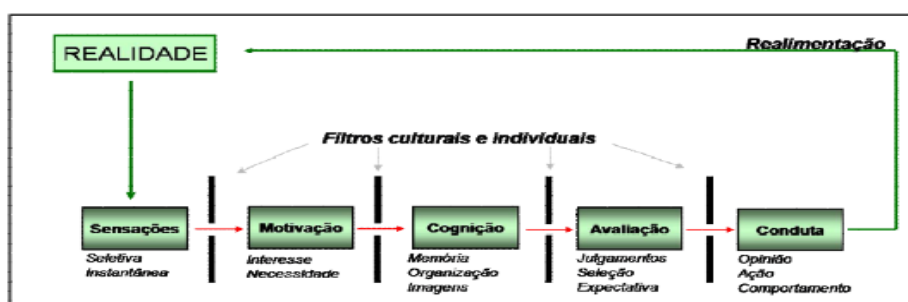 REALIDADE
Realimentação
Filtros culturais e individuais
Sensações
Seletiva
Instantânea
Motivação
Interesse
Necessidade
Cognição
Memória
Organização
Imagens
Avaliação
Julgamentos
Seleção
Expectativa
Conduta
Opinião
Ação
Comportamento